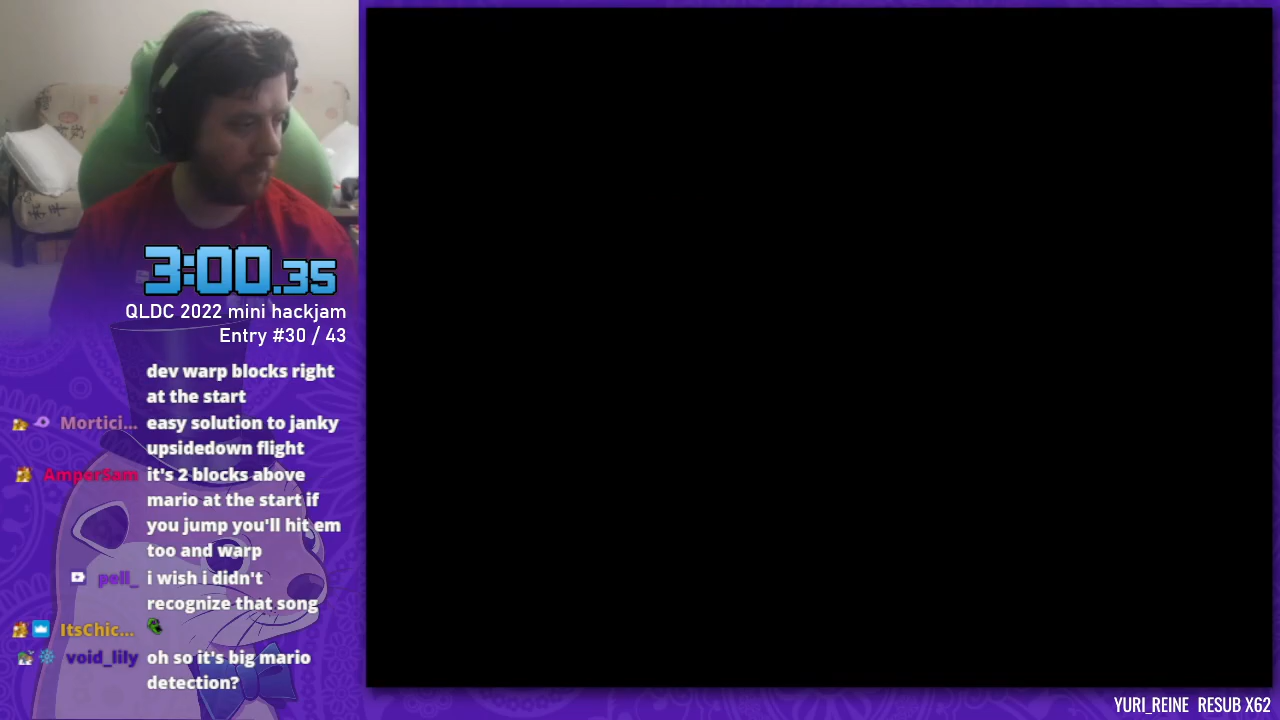 3:00.35
QLDC 2022 mini hackjam
Entry #30 / 43
dev warp blocks right
at the start
Mortici... easy solution to janky
upsidedown flight
AmperSam it's 2 blocks above
mario at the start if
you jump you'll hit em
too and warp
pell_ i wish i didn't
recognize that song
ItsChic...
void_lily oh so it's big mario
detection?
YURI_REINE RESUB X62